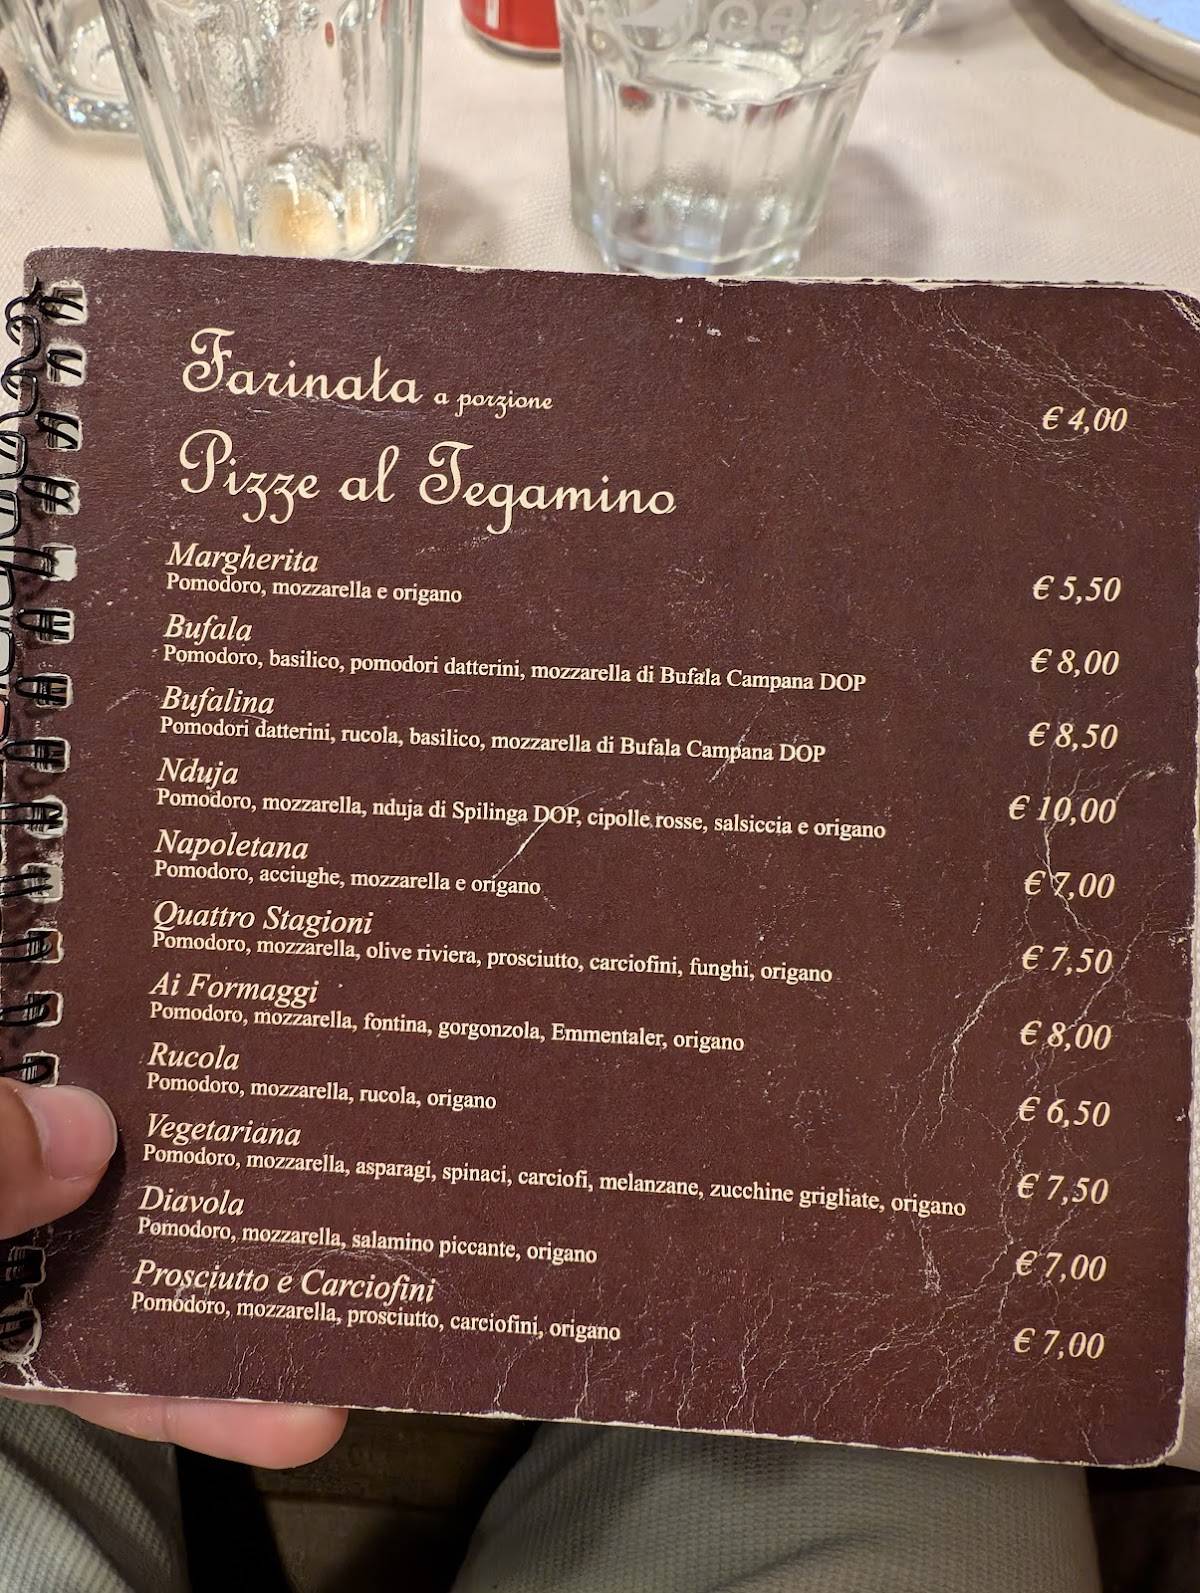 Farinata a porzione € 4,00
Pizze al Tegamino
Margherita
Pomodoro, mozzarella e origano € 5,50
Bufala
Pomodoro, basilico, pomodori datterini, mozzarella di Bufala Campana DOP € 8,00
Bufalina
Pomodori datterini, rucola, basilico, mozzarella di Bufala Campana DOP € 8,50
Nduja
Pomodoro, mozzarella, nduja di Spilinga DOP, cipolle rosse, salsiccia e origano € 10,00
Napoletana
Pomodoro, acciughe, mozzarella e origano € 7,00
Quattro Stagioni
Pomodoro, mozzarella, olive riviera, prosciutto, carciofini, funghi, origano € 7,50
Ai Formaggi
Pomodoro, mozzarella, fontina, gorgonzola, Emmentaler, origano € 8,00
Rucola
Pomodoro, mozzarella, rucola, origano € 6,50
Vegetariana
Pomodoro, mozzarella, asparagi, spinaci, carciofi, melanzane, zucchine grigliate, origano € 7,50
Diavola
Pomodoro, mozzarella, salamino piccante, origano € 7,00
Prosciutto e Carciofini
Pomodoro, mozzarella, prosciutto, carciofini, origano € 7,00